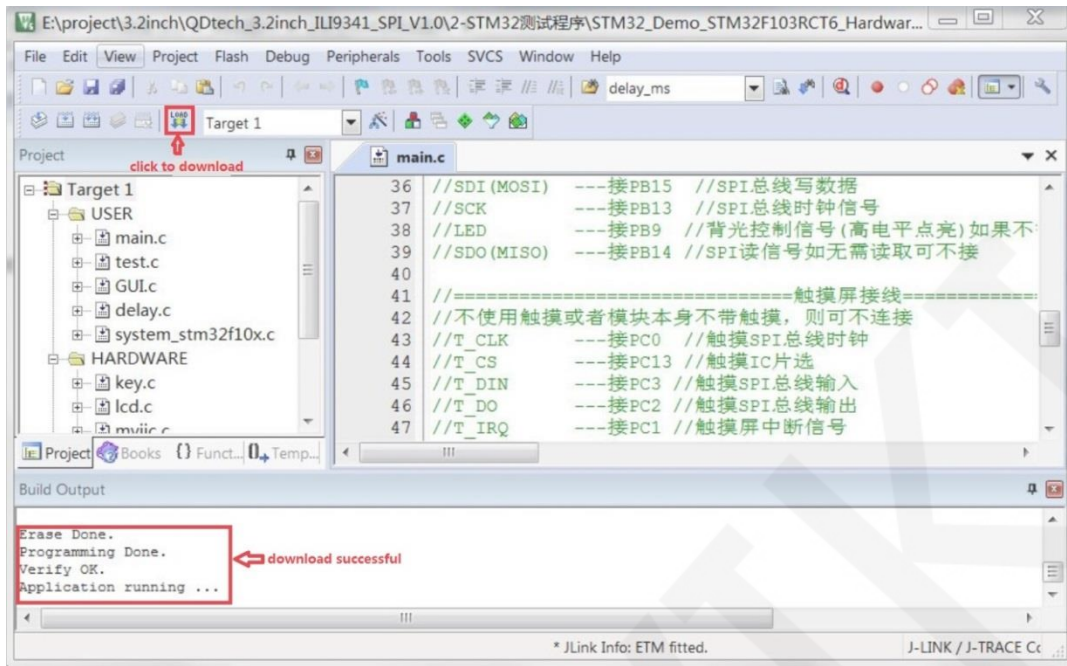 E:\project\3.2inch\QDtech_3.2inch_ILI9341_SPI_V1.0\2-STM32测试程序\STM32_Demo_STM32F103RCT6_Hardwar...
File Edit View Project Flash Debug Peripherals Tools SVCS Window Help
delay_ms
LOAD Target 1
Project
click to download
main.c
Target 1
USER
main.c
test.c
GUI.c
delay.c
system_stm32f10x.c
HARDWARE
key.c
lcd.c
myiic.c
36 //SDI(MOSI) ---接PB15 //SPI总线写数据
37 //SCK ---接PB13 //SPI总线时钟信号
38 //LED ---接PB9 //背光控制信号(高电平点亮)如果不
39 //SDO(MISO) ---接PB14 //SPI读信号如无需读取可不接
40
41 //==============================触摸屏接线============
42 //不使用触摸或者模块本身不带触摸，则可不连接
43 //T_CLK ---接PC0 //触摸SPI总线时钟
44 //T_CS ---接PC13 //触摸IC片选
45 //T_DIN ---接PC3 //触摸SPI总线输入
46 //T_DO ---接PC2 //触摸SPI总线输出
47 //T_IRQ ---接PC1 //触摸屏中断信号
Project Books {} Funct... Temp...
Build Output
Erase Done.
Programming Done.
Verify OK.
Application running ...
download successful
* JLink Info: ETM fitted.
J-LINK / J-TRACE